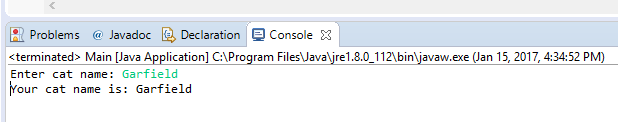 Problems @ Javadoc Declaration Console
<terminated> Main [Java Application] C:\Program Files\Java\jre1.8.0_112\bin\javaw.exe (Jan 15, 2017, 4:34:52 PM)
Enter cat name: Garfield
Your cat name is: Garfield